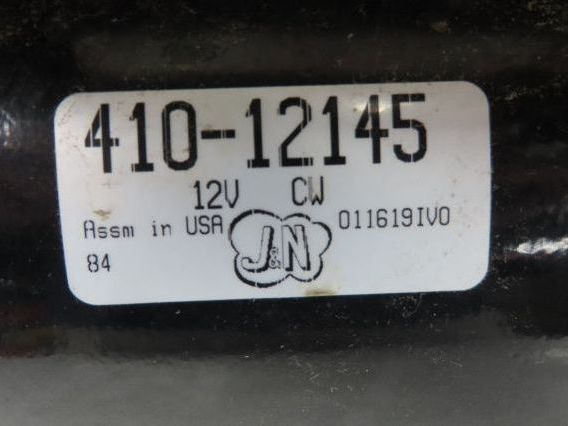 410-12145
12V CW
Assm in USA
011619IVO
84
J&N